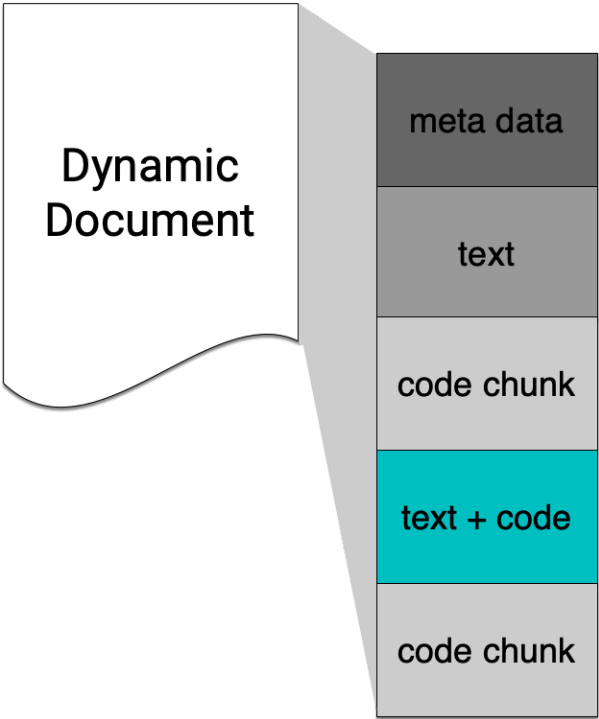 Dynamic
Document
meta data
text
code chunk
text + code
code chunk